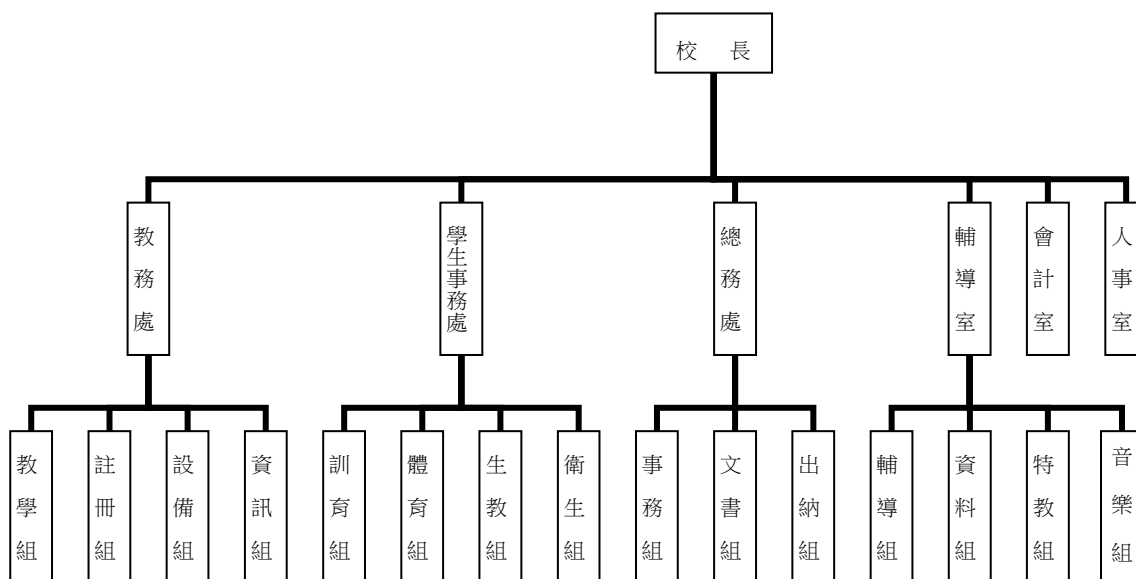 校 長
教務處
學生事務處
總務處
輔導室
會計室
人事室
教學組
註冊組
設備組
資訊組
訓育組
體育組
生教組
衛生組
事務組
文書組
出納組
輔導組
資料組
特教組
音樂組